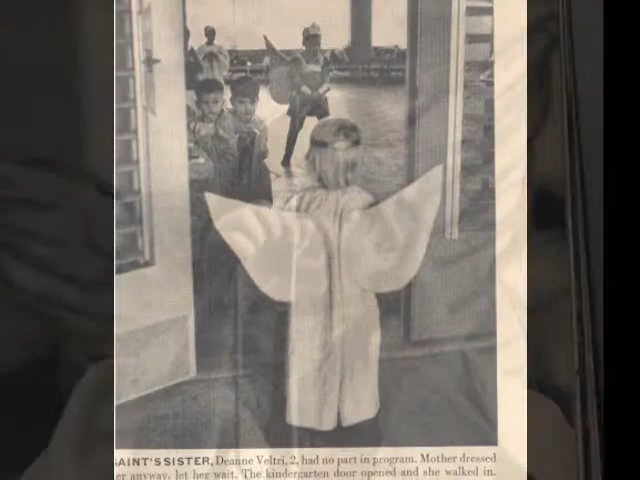 SAINT'S SISTER, Deanne Veltri, 2, had no part in program. Mother dressed
er anyway, let her wait. The kindergarten door opened and she walked in.